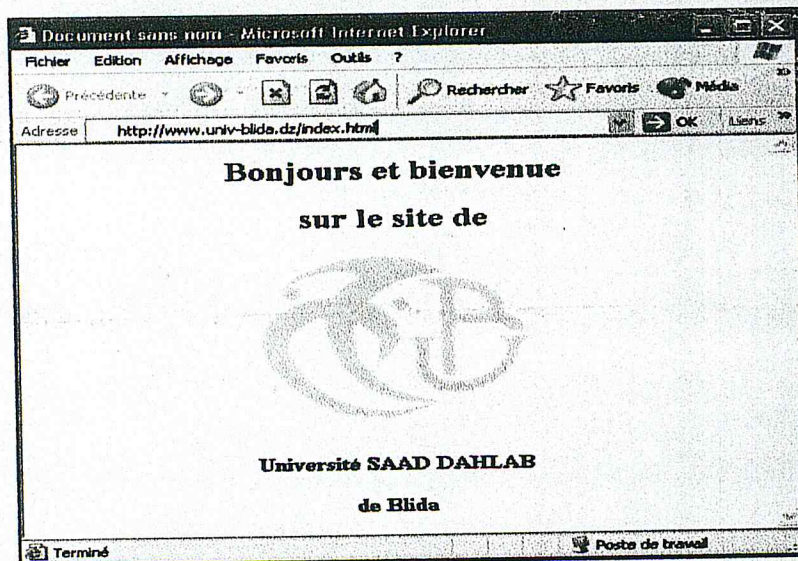 Document sans nom - Microsoft Internet Explorer
Fichier Edition Affichage Favoris Outils ?
Précédente Rechercher Favoris Média
Adresse http://www.univ-blida.dz/index.html OK Liens
Bonjours et bienvenue
sur le site de
Université SAAD DAHLAB
de Blida
Terminé Poste de travail